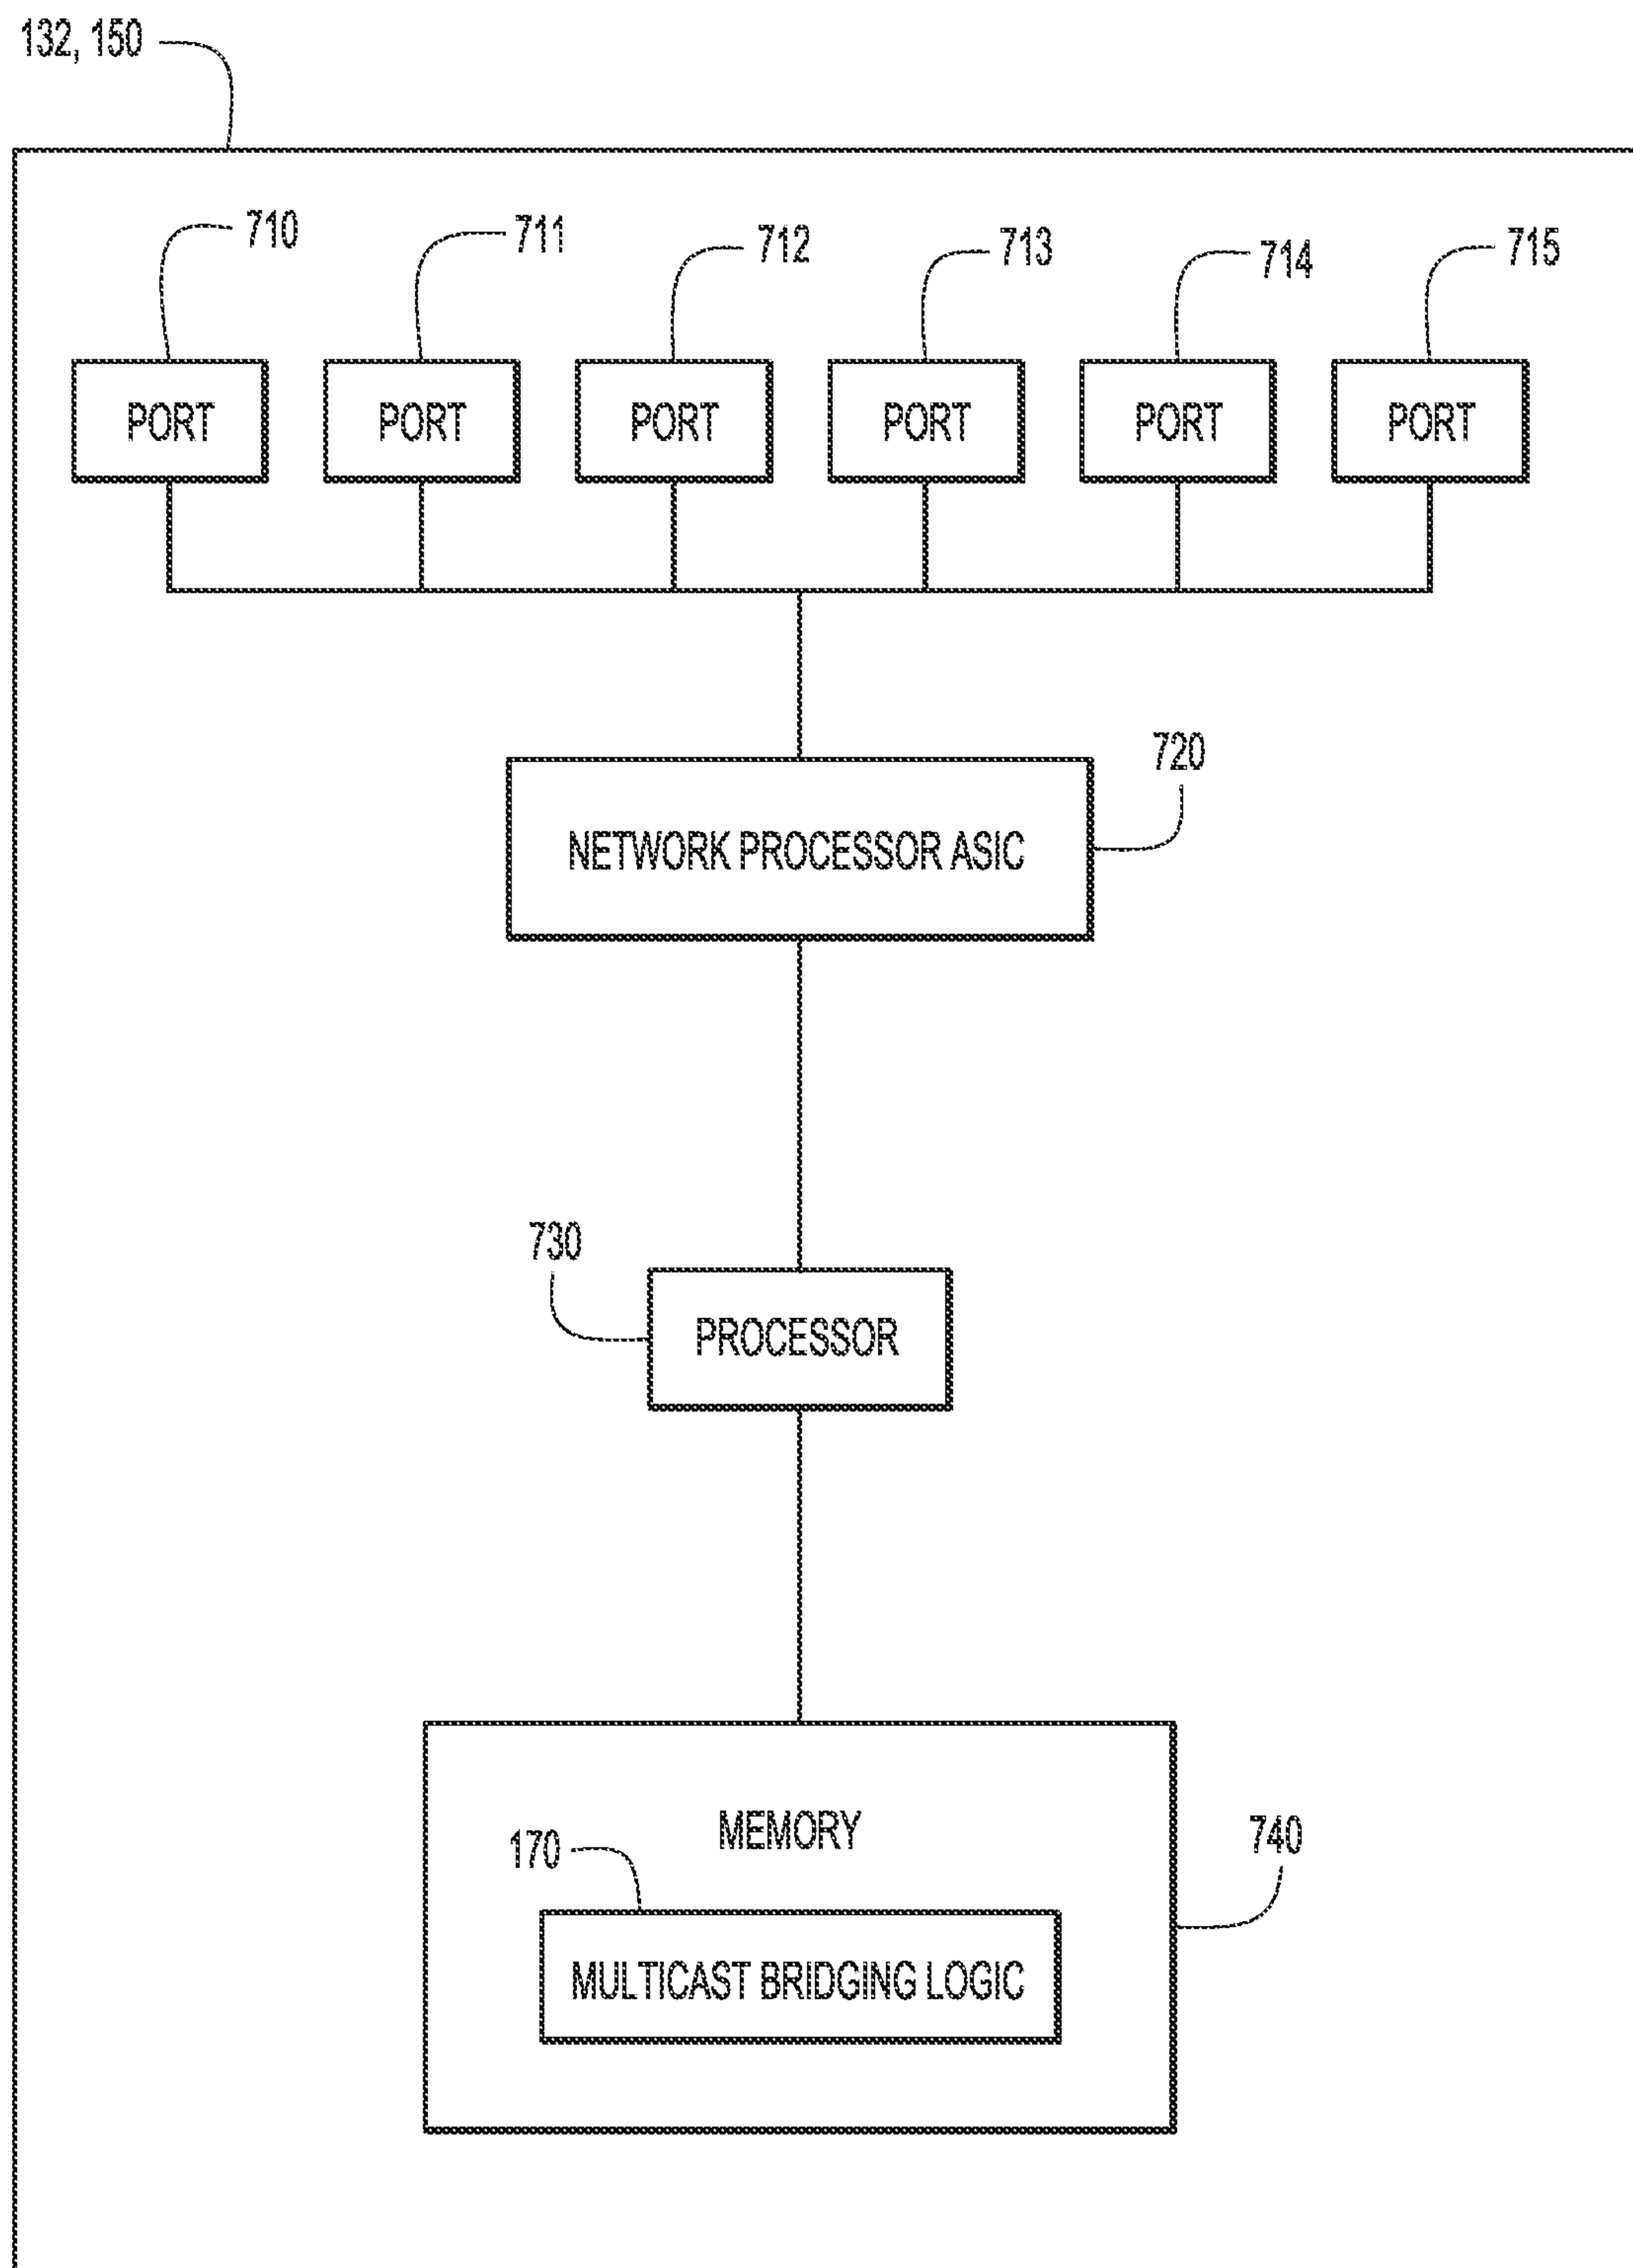 132, 150
710 711 712 713 714 715
PORT PORT PORT PORT PORT PORT
720
NETWORK PROCESSOR ASIC
730
PROCESSOR
MEMORY
170
740
MULTICAST BRIDGING LOGIC